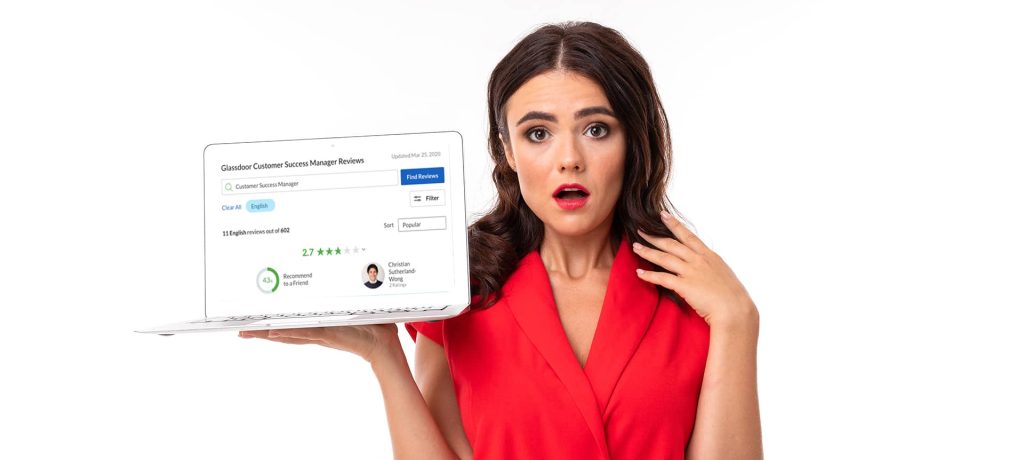 Glassdoor Customer Success Manager Reviews
Updated Mar 25, 2020
Customer Success Manager
Find Reviews
Clear All
English
Filter
11 English reviews out of 602
Sort
Popular
2.7
43%
Recommend
to a Friend
Christian
Sutherland-
Wong
2 Ratings